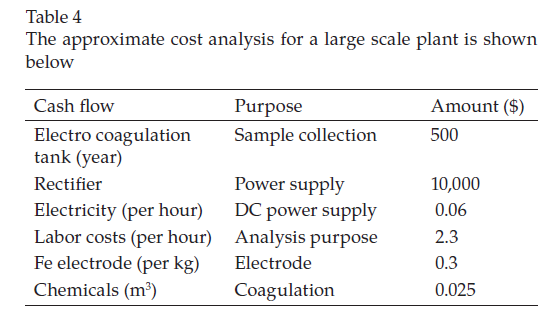 Table 4
The approximate cost analysis for a large scale plant is shown
below
Cash flow Purpose Amount ($)
Electro coagulation Sample collection 500
tank (year)
Rectifier Power supply 10,000
Electricity (per hour) DC power supply 0.06
Labor costs (per hour) Analysis purpose 2.3
Fe electrode (per kg) Electrode 0.3
Chemicals (m³) Coagulation 0.025